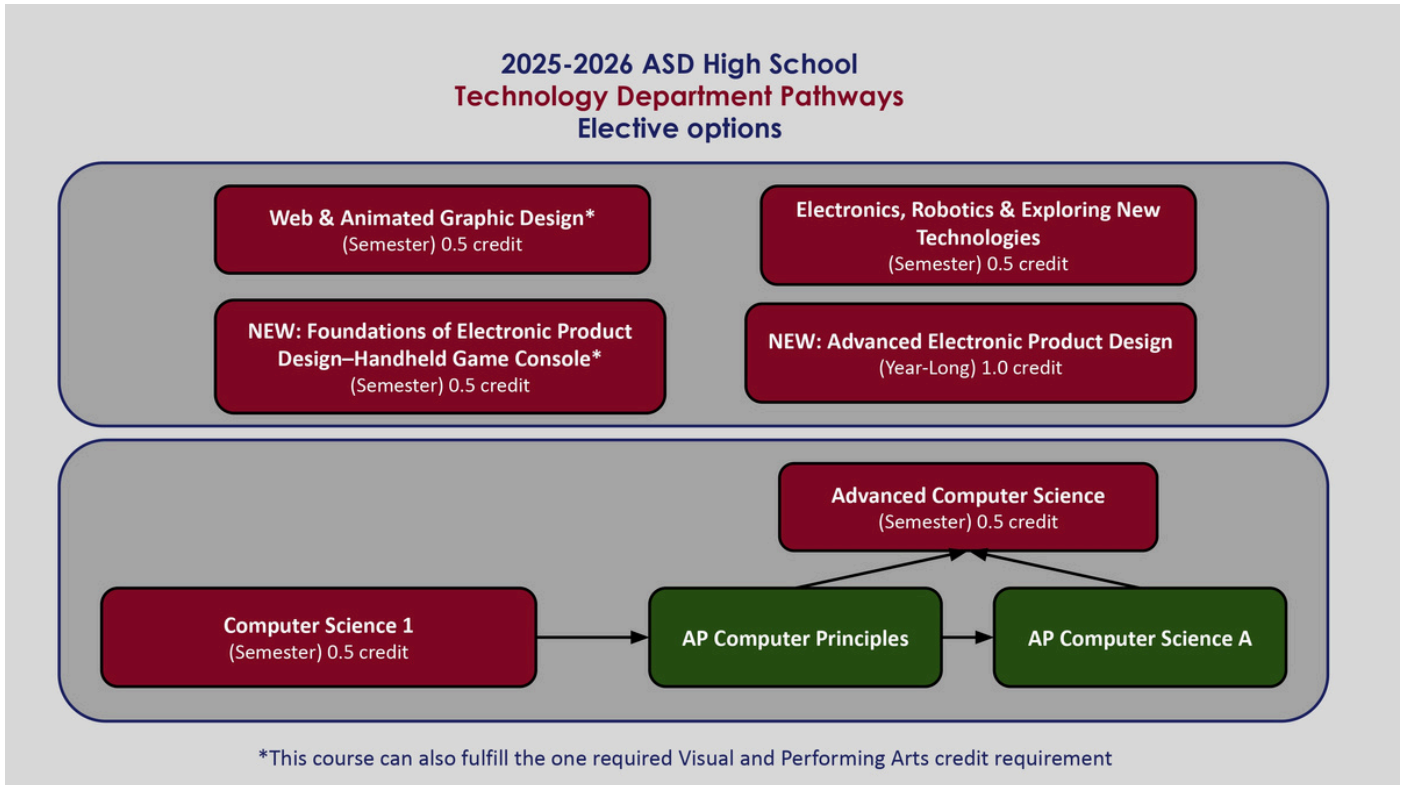 2025-2026 ASD High School
Technology Department Pathways
Elective options
Web & Animated Graphic Design*
(Semester) 0.5 credit
Electronics, Robotics & Exploring New
Technologies
(Semester) 0.5 credit
NEW: Foundations of Electronic Product
Design–Handheld Game Console*
(Semester) 0.5 credit
NEW: Advanced Electronic Product Design
(Year-Long) 1.0 credit
Advanced Computer Science
(Semester) 0.5 credit
Computer Science 1
(Semester) 0.5 credit
AP Computer Principles
AP Computer Science A
*This course can also fulfill the one required Visual and Performing Arts credit requirement